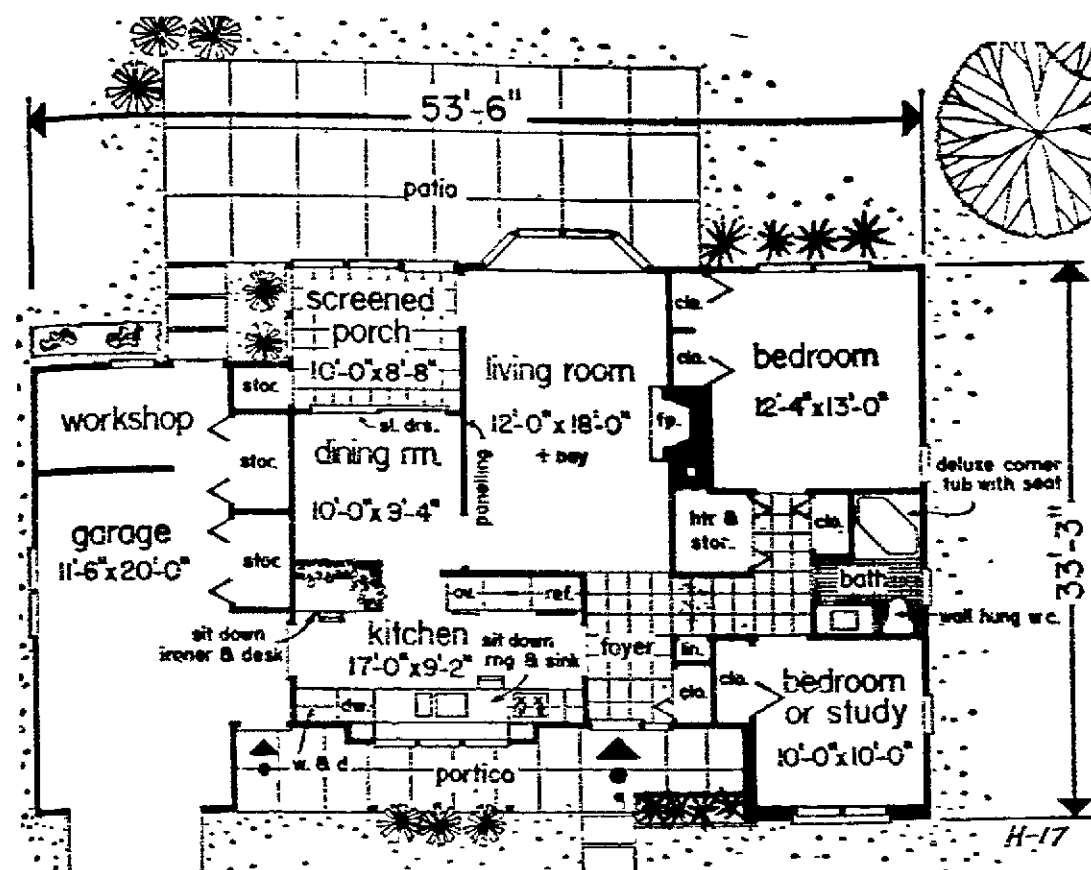 53'-6"
patio
screened
porch
10'-0"x8'-8"
living room
12'-0"x18'-0"
+ bay
clo.
clo.
bedroom
12'-4"x13'-0"
stor.
workshop
stor.
sl. drs.
dining rm.
10'-0"x9'-4"
panelling
fp.
deluxe corner
tub with seat
33'-3"
garage
11'-6"x20'-0"
stor.
htr &
stor.
clo.
bath
ov.
ref.
wall hung w.c.
sit down
ironer & desk
kitchen
17'-0"x9'-2"
sit down
rng & sink
foyer
lin.
clo.
clo.
bedroom
or study
10'-0"x10'-0"
dw.
w. & d.
portico
H-17